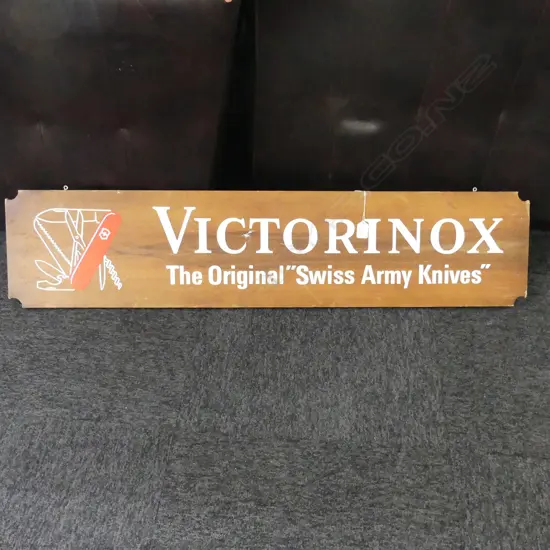 VICTORINOX
The Original"Swiss Army Knives"